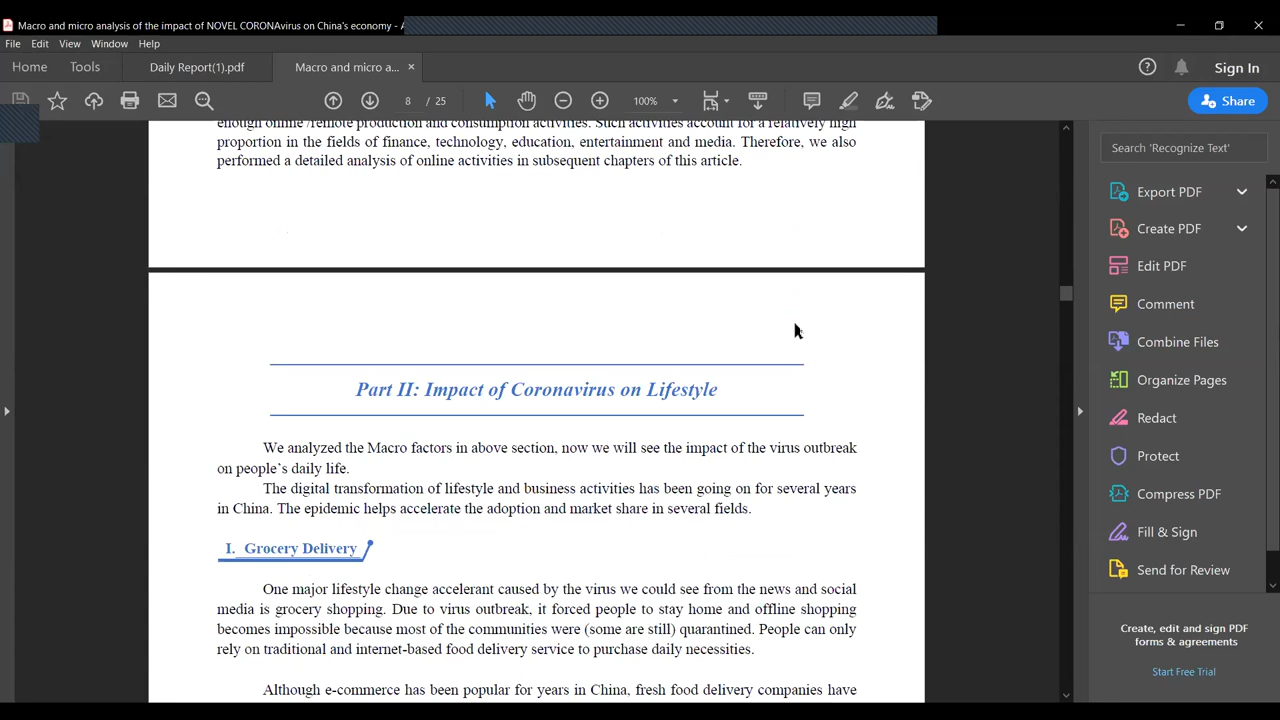 Macro and micro analysis of the impact of NOVEL CORONAvirus on China's economy - A
File Edit View Window Help
Home Tools Daily Report(1).pdf Macro and micro a... ×
Sign In
8 / 25 100%
Share
enough online /remote production and consumption activities. Such activities account for a relatively high
proportion in the fields of finance, technology, education, entertainment and media. Therefore, we also
performed a detailed analysis of online activities in subsequent chapters of this article.
Part II: Impact of Coronavirus on Lifestyle
We analyzed the Macro factors in above section, now we will see the impact of the virus outbreak
on people's daily life.
The digital transformation of lifestyle and business activities has been going on for several years
in China. The epidemic helps accelerate the adoption and market share in several fields.
I. Grocery Delivery
One major lifestyle change accelerant caused by the virus we could see from the news and social
media is grocery shopping. Due to virus outbreak, it forced people to stay home and offline shopping
becomes impossible because most of the communities were (some are still) quarantined. People can only
rely on traditional and internet-based food delivery service to purchase daily necessities.
Although e-commerce has been popular for years in China, fresh food delivery companies have
Search 'Recognize Text'
Export PDF
Create PDF
Edit PDF
Comment
Combine Files
Organize Pages
Redact
Protect
Compress PDF
Fill & Sign
Send for Review
Create, edit and sign PDF
forms & agreements
Start Free Trial